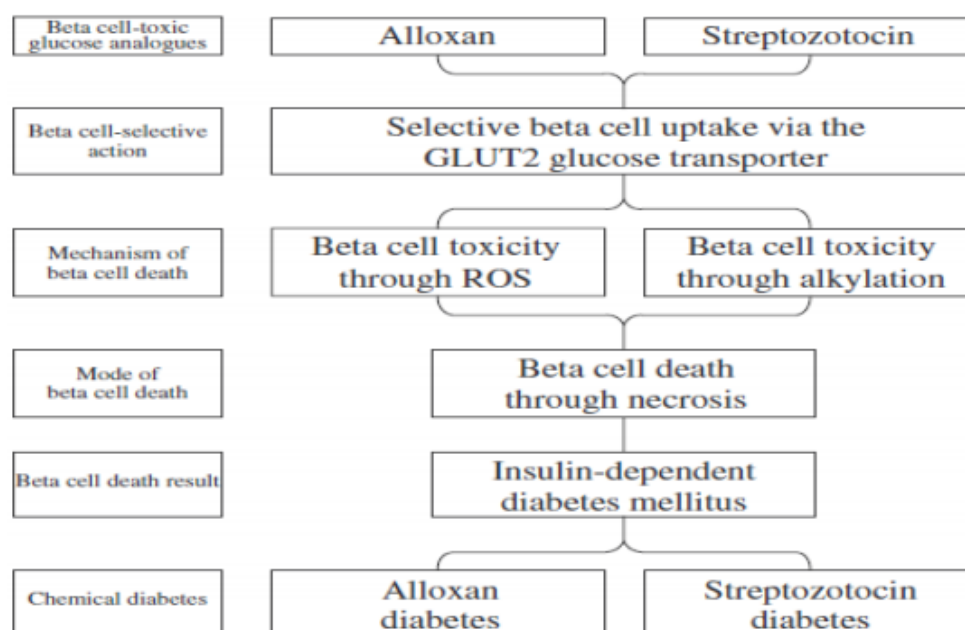 Beta cell-toxic
glucose analogues
Alloxan
Streptozotocin
Beta cell-selective
action
Selective beta cell uptake via the
GLUT2 glucose transporter
Mechanism of
beta cell death
Beta cell toxicity
through ROS
Beta cell toxicity
through alkylation
Mode of
beta cell death
Beta cell death
through necrosis
Beta cell death result
Insulin-dependent
diabetes mellitus
Chemical diabetes
Alloxan
diabetes
Streptozotocin
diabetes